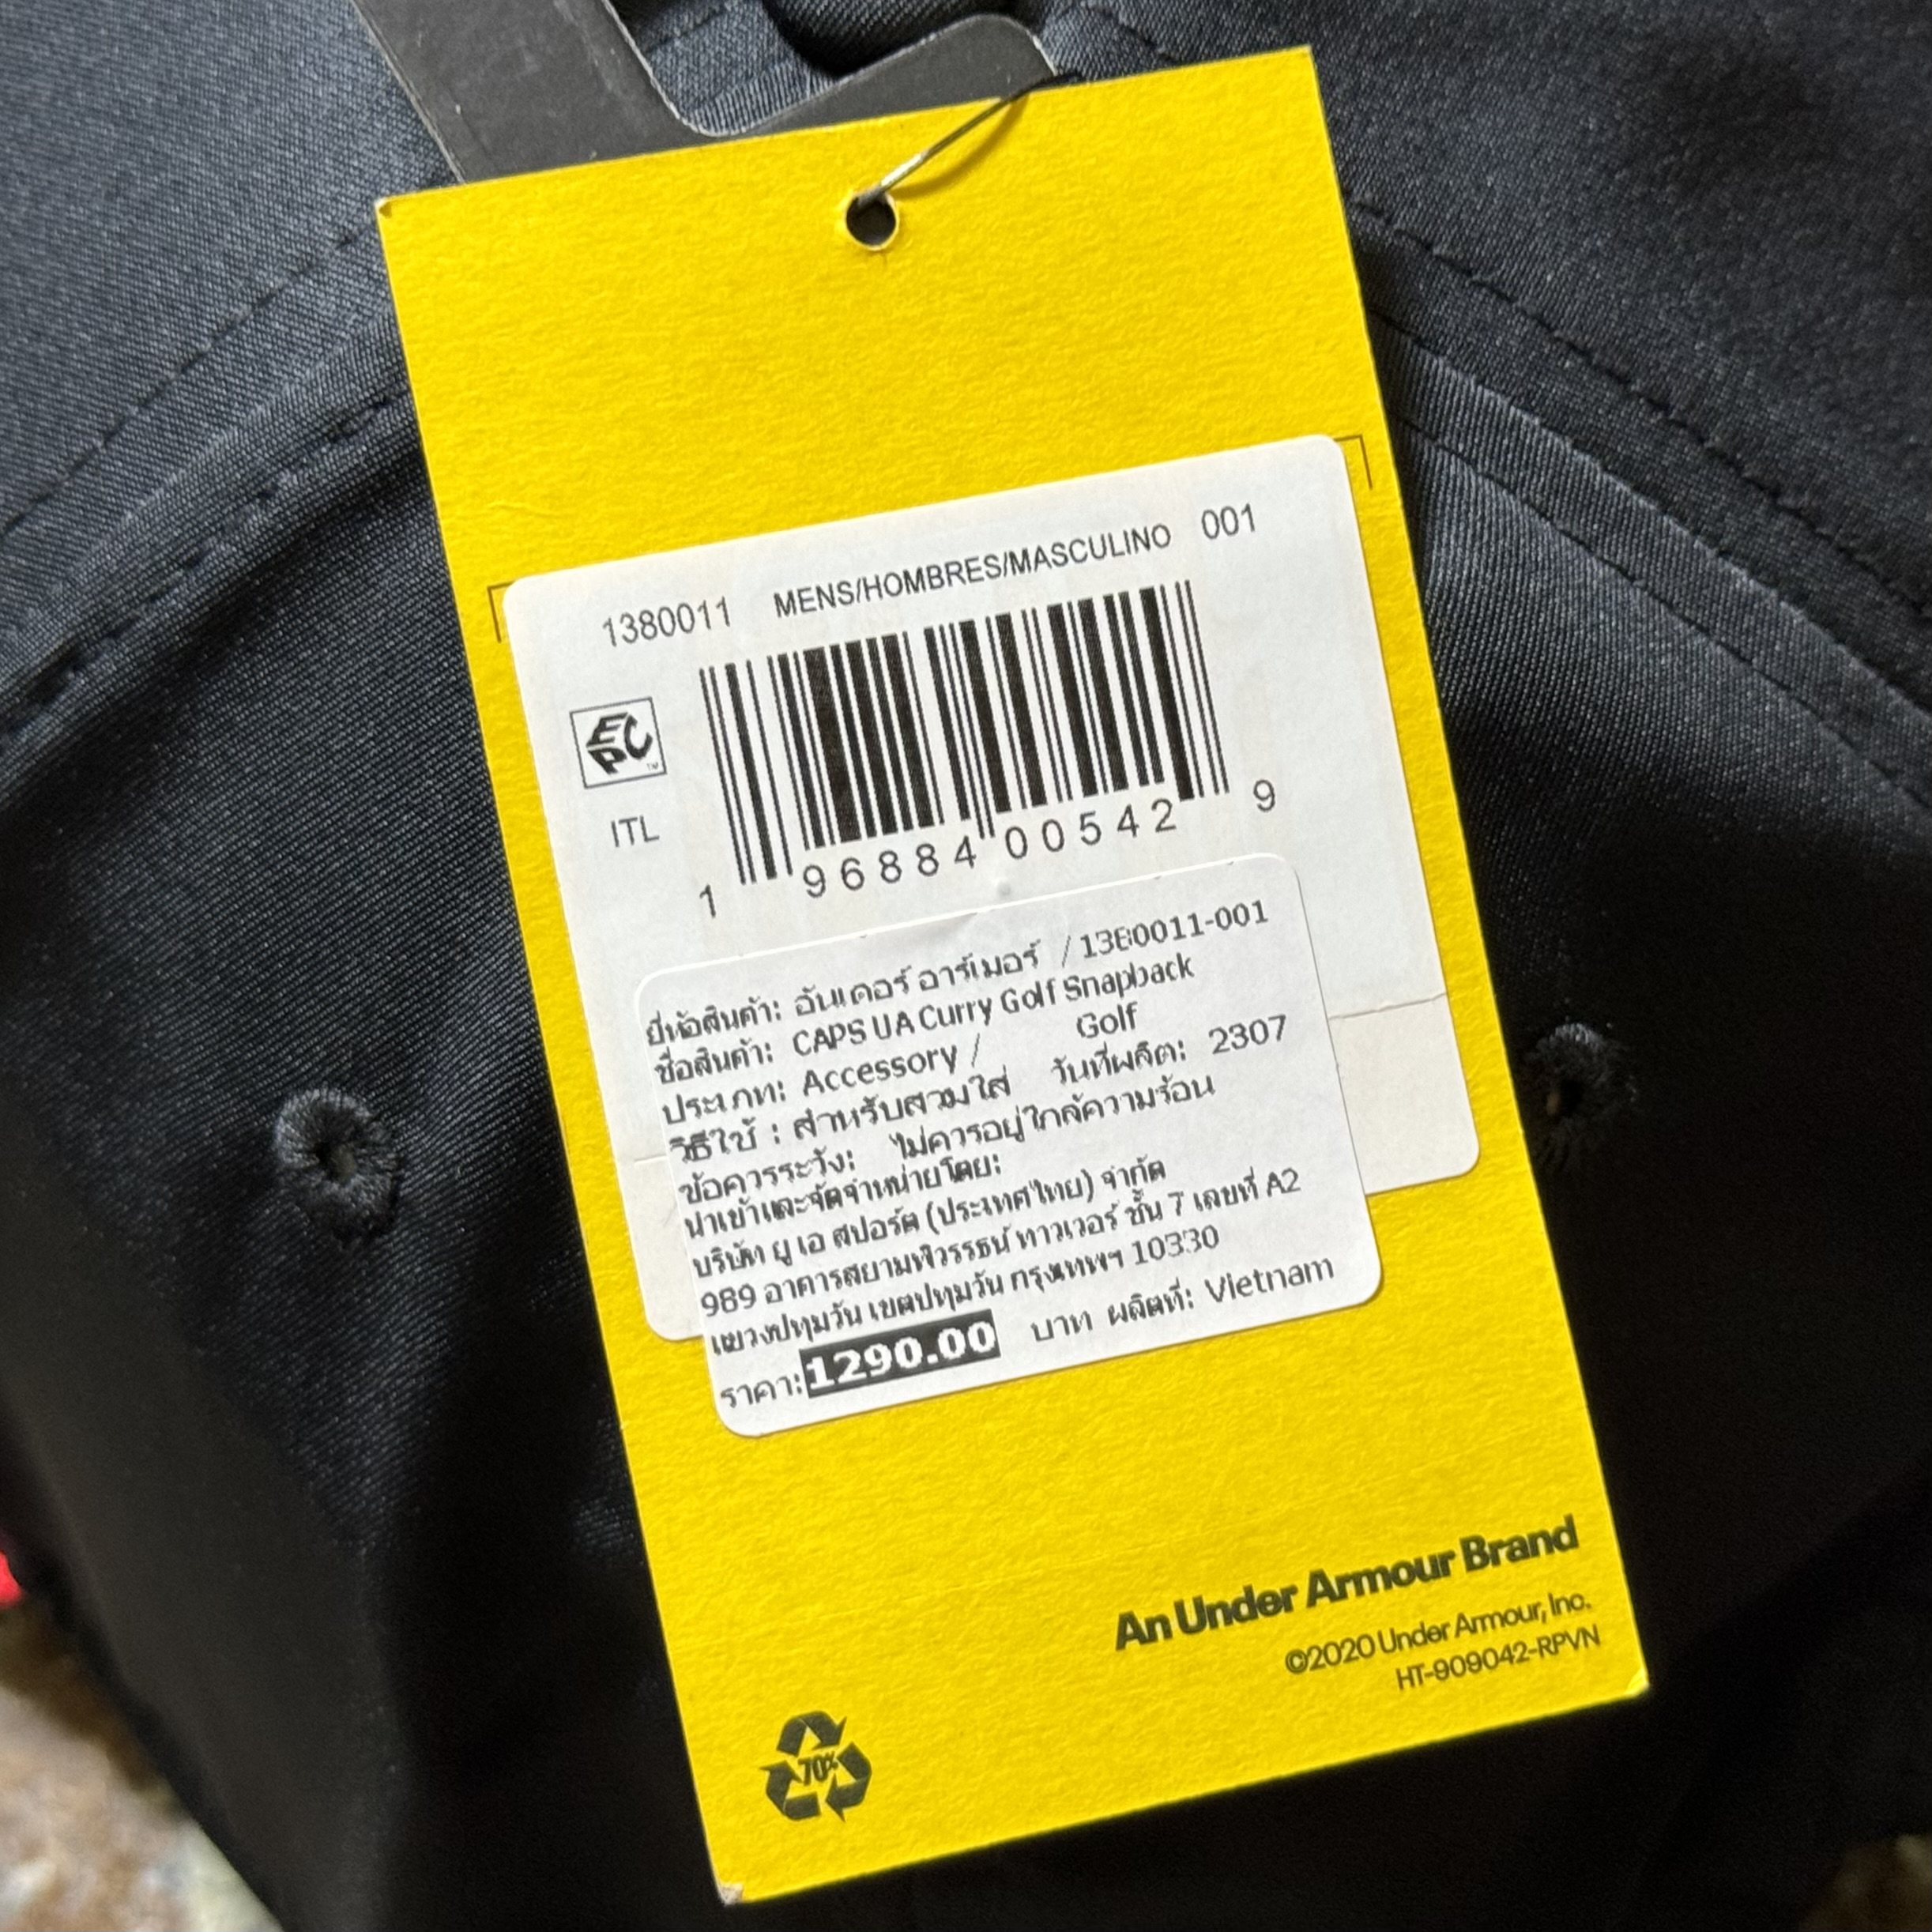 1380011 MENS/HOMBRES/MASCULINO 001
EPC TM
ITL
1 96884 00542 9
ยี่ห้อสินค้า: อันเดอร์ อาร์เมอร์ / 1380011-001
ชื่อสินค้า: CAPS UA Curry Golf Snapback
ประเภท: Accessory / Golf
วิธีใช้ : สำหรับสวมใส่ วันที่ผลิต: 2307
ข้อควรระวัง: ไม่ควรอยู่ใกล้ความร้อน
นำเข้าและจัดจำหน่ายโดย:
บริษัท ยู เอ สปอร์ต (ประเทศไทย) จำกัด
989 อาคารสยามพิวรรธน์ ทาวเวอร์ ชั้น 7 เลขที่ A2
แขวงปทุมวัน เขตปทุมวัน กรุงเทพฯ 10330
ราคา: 1290.00 บาท ผลิตที่: Vietnam
An Under Armour Brand
©2020 Under Armour, Inc.
HT-909042-RPVN
70%